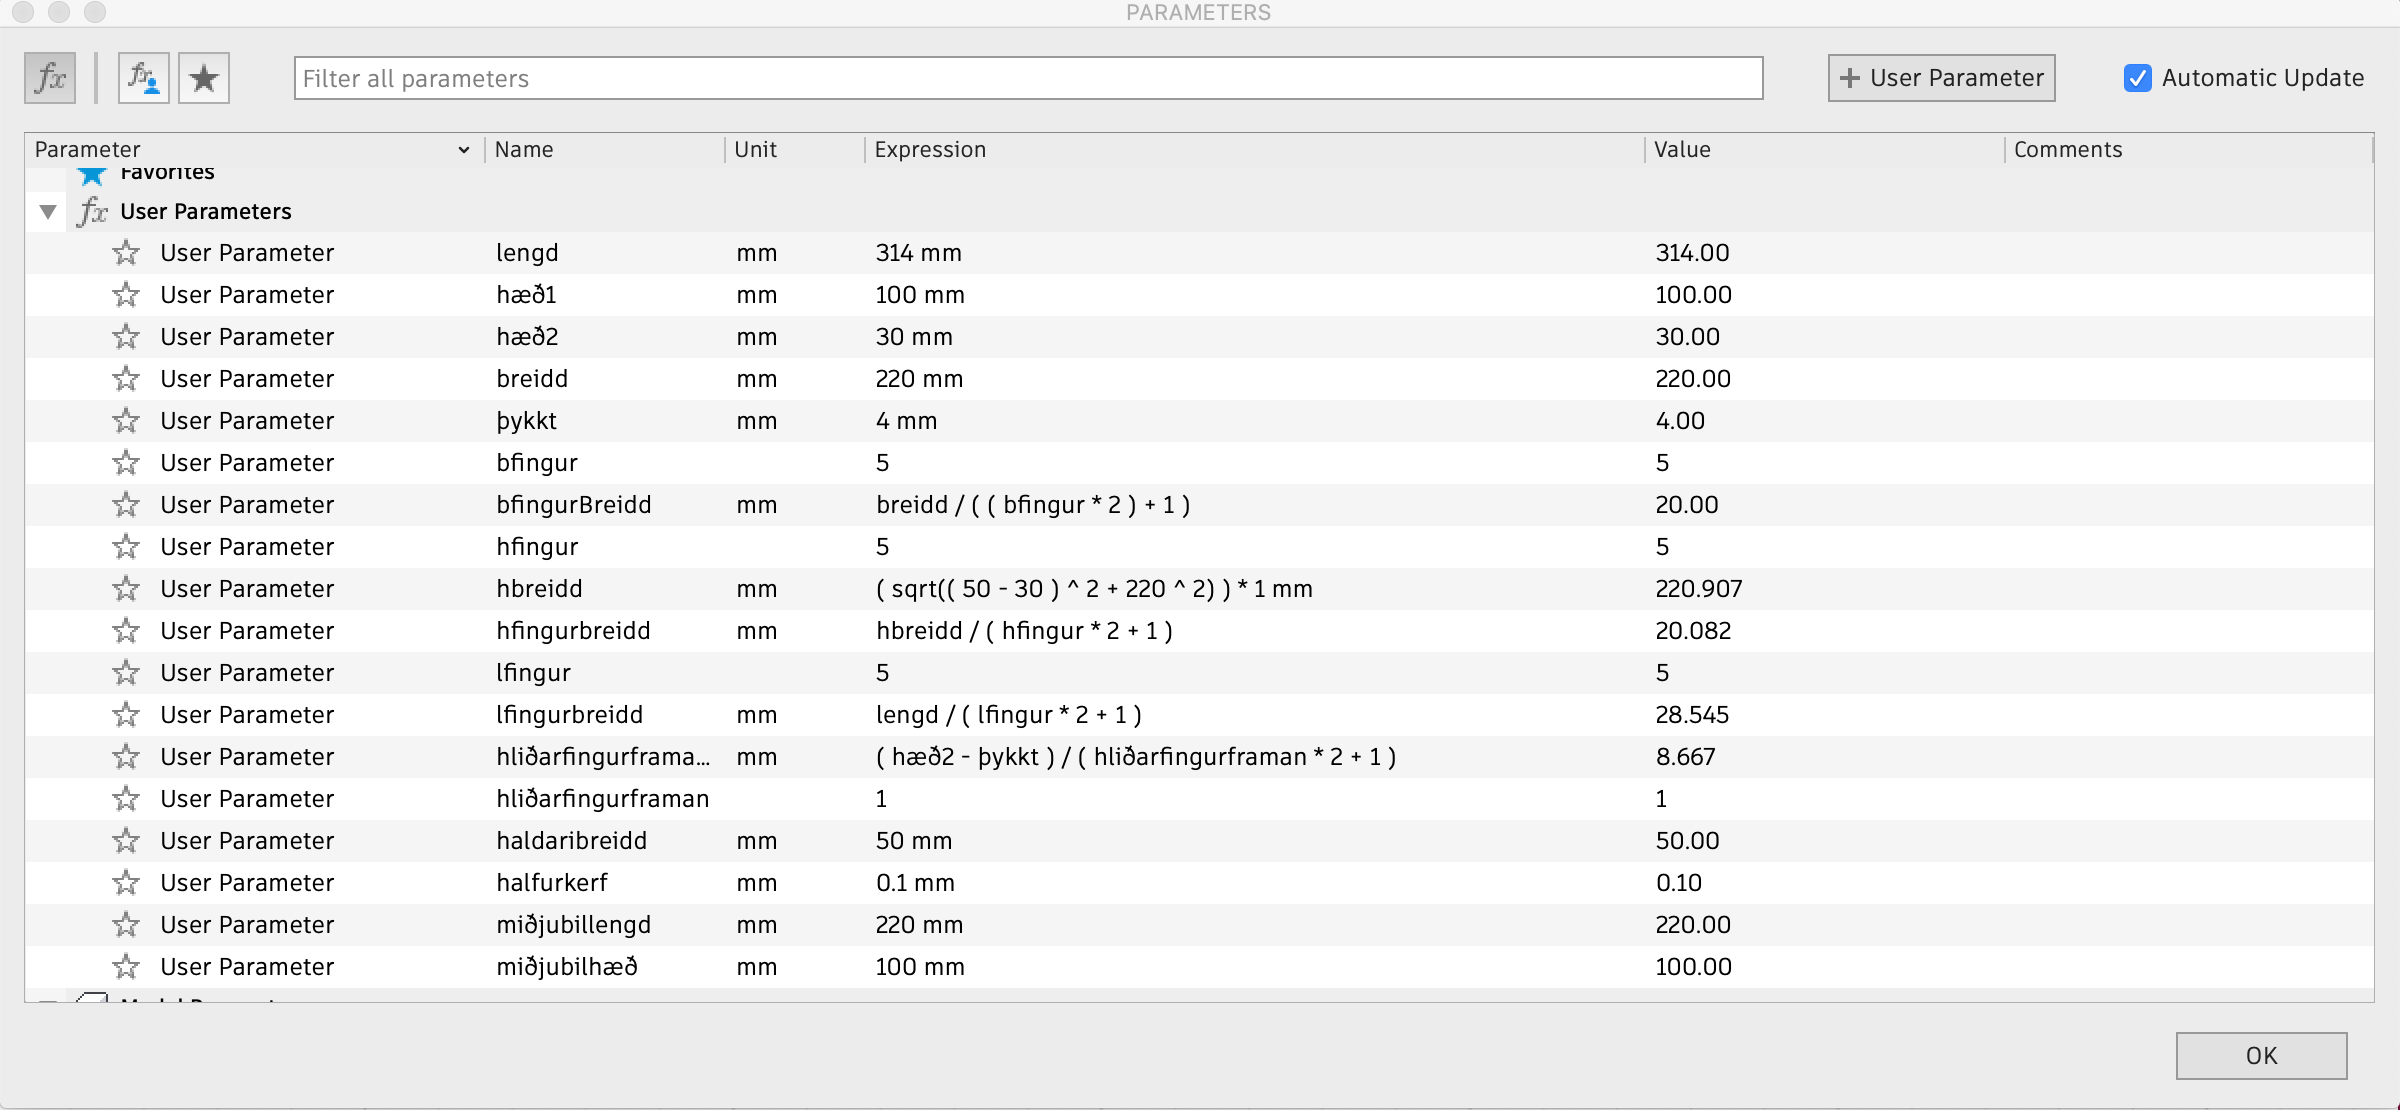 PARAMETERS
fx fx Filter all parameters + User Parameter Automatic Update
Parameter Name Unit Expression Value Comments
Favorites
fx User Parameters
User Parameter lengd mm 314 mm 314.00
User Parameter hæð1 mm 100 mm 100.00
User Parameter hæð2 mm 30 mm 30.00
User Parameter breidd mm 220 mm 220.00
User Parameter þykkt mm 4 mm 4.00
User Parameter bfingur 5 5
User Parameter bfingurBreidd mm breidd / ( ( bfingur * 2 ) + 1 ) 20.00
User Parameter hfingur 5 5
User Parameter hbreidd mm ( sqrt(( 50 - 30 ) ^ 2 + 220 ^ 2) ) * 1 mm 220.907
User Parameter hfingurbreidd mm hbreidd / ( hfingur * 2 + 1 ) 20.082
User Parameter lfingur 5 5
User Parameter lfingurbreidd mm lengd / ( lfingur * 2 + 1 ) 28.545
User Parameter hliðarfingurframa... mm ( hæð2 - þykkt ) / ( hliðarfingurframan * 2 + 1 ) 8.667
User Parameter hliðarfingurframan 1 1
User Parameter haldaribreidd mm 50 mm 50.00
User Parameter halfurkerf mm 0.1 mm 0.10
User Parameter miðjubillengd mm 220 mm 220.00
User Parameter miðjubilhæð mm 100 mm 100.00
OK